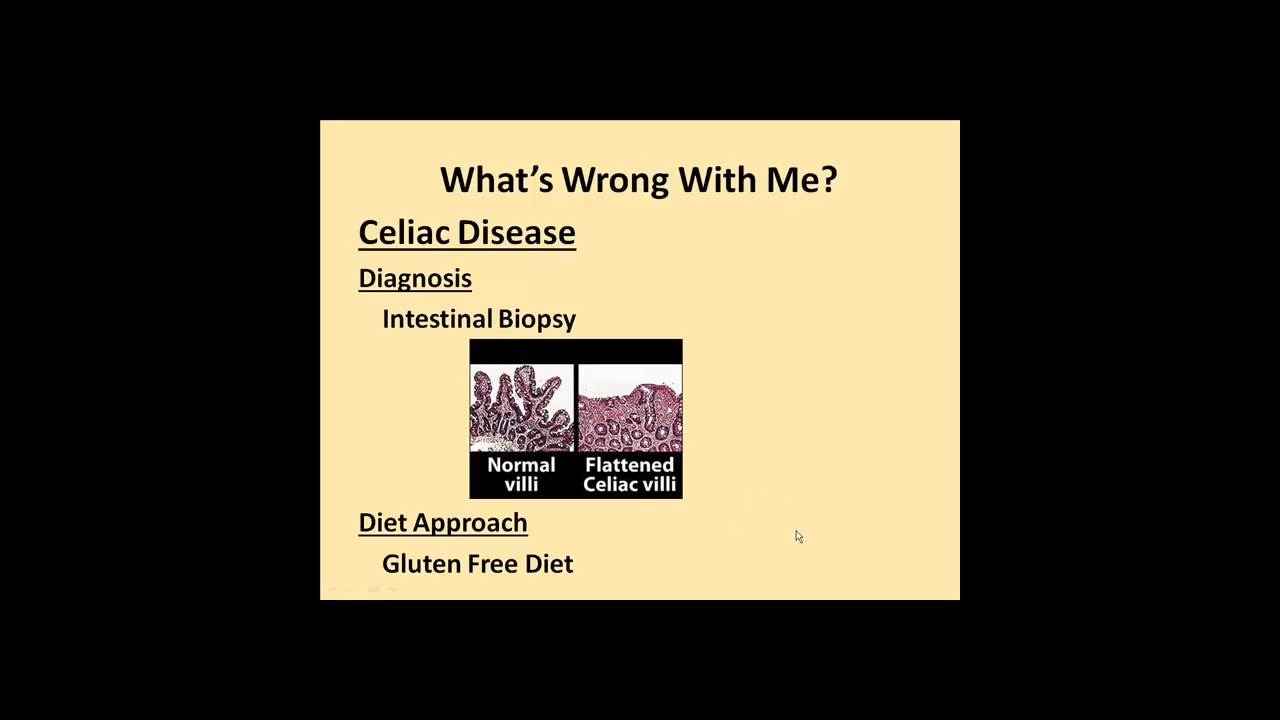 What’s Wrong With Me?
Celiac Disease
Diagnosis
Intestinal Biopsy
Normal villi
Flattened Celiac villi
Diet Approach
Gluten Free Diet